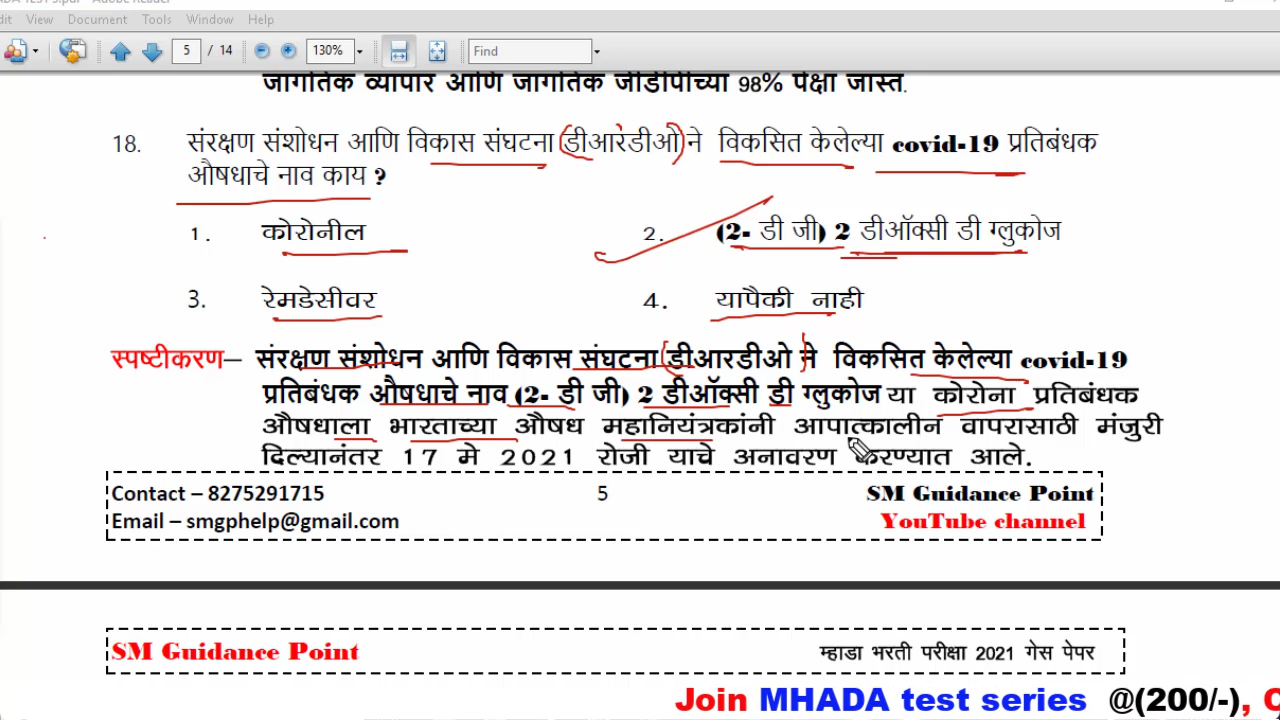 dit View Document Tools Window Help
5 / 14 130% Find
जागतिक व्यापार आणि जागतिक जीडीपीच्या 98% पेक्षा जास्त.
18. संरक्षण संशोधन आणि विकास संघटना (डीआरडीओ) ने विकसित केलेल्या covid-19 प्रतिबंधक
औषधाचे नाव काय ?
1. कोरोनील 2. (2- डी जी) 2 डीऑक्सी डी ग्लुकोज
3. रेमडेसीवर 4. यापैकी नाही
स्पष्टीकरण– संरक्षण संशोधन आणि विकास संघटना (डीआरडीओ) ने विकसित केलेल्या covid-19
प्रतिबंधक औषधाचे नाव (2- डी जी) 2 डीऑक्सी डी ग्लुकोज या कोरोना प्रतिबंधक
औषधाला भारताच्या औषध महानियंत्रकांनी आपात्कालीन वापरासाठी मंजुरी
दिल्यानंतर 17 मे 2021 रोजी याचे अनावरण करण्यात आले.
Contact – 8275291715 5 SM Guidance Point
Email – smgphelp@gmail.com YouTube channel
SM Guidance Point म्हाडा भरती परीक्षा 2021 गेस पेपर
Join MHADA test series @(200/-), C